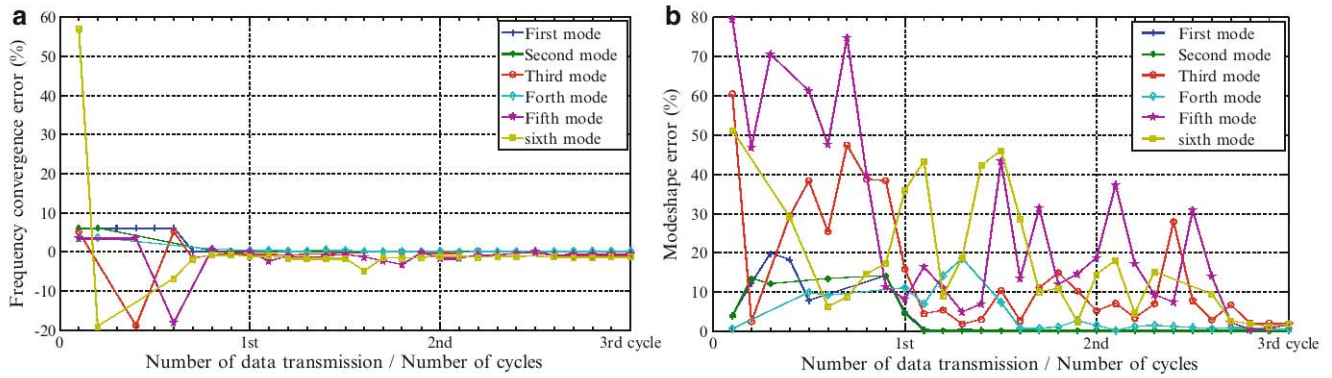 a
60
50
40
30
20
10
0
-10
-20
Frequency convergence error (%)
First mode
Second mode
Third mode
Forth mode
Fifth mode
sixth mode
0
1st
2nd
3rd cycle
Number of data transmission / Number of cycles
b
80
70
60
50
40
30
20
10
0
Modeshape error (%)
First mode
Second mode
Third mode
Forth mode
Fifth mode
sixth mode
0
1st
2nd
3rd cycle
Number of data transmission / Number of cycles